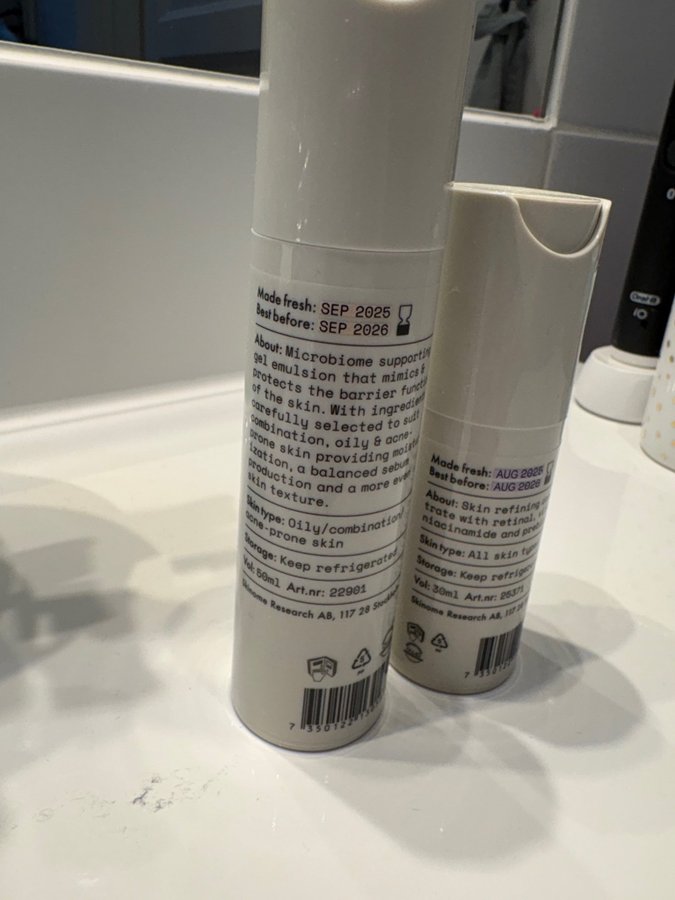 Made fresh: SEP 2025
Best before: SEP 2026
About: Microbiome supporting
gel emulsion that mimics &
protects the barrier
of the skin. With
carefully selected to suit
combination, oily & acne-
prone skin providing
ization, a balanced sebum
production and a more even
skin texture.
Skin type: Oily/combination/
acne-prone skin
Storage: Keep refrigerated
Vol: 50ml Art.nr: 22901
Skinome Research AB, 117 28
7 350122
Made fresh: AUG 2025
Best before: AUG 2026
About: Skin refining
trate with retinal,
niacinamide and
Skin type: All skin
Storage: Keep
Vol: 30ml Art.nr:
Skinome Research AB, 117 28
Oral B
iO